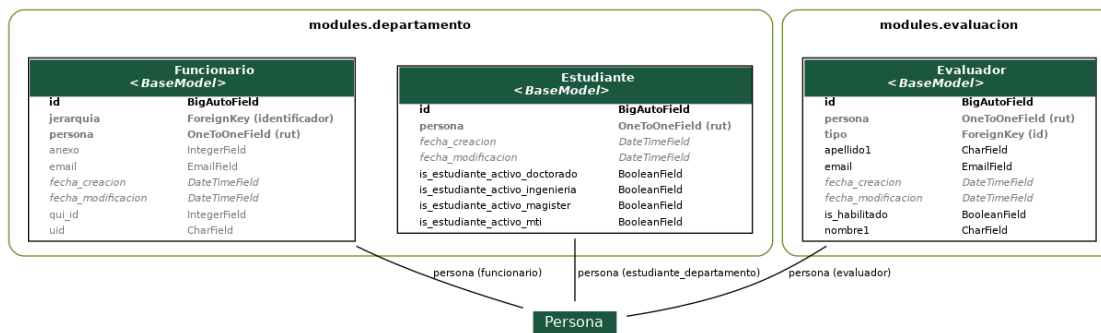 modules.departamento
Funcionario
<BaseModel>
id BigAutoField
jerarquia ForeignKey (identificador)
persona OneToOneField (rut)
anexo IntegerField
email EmailField
fecha_creacion DateTimeField
fecha_modificacion DateTimeField
qui_id IntegerField
uid CharField
Estudiante
<BaseModel>
id BigAutoField
persona OneToOneField (rut)
fecha_creacion DateTimeField
fecha_modificacion DateTimeField
is_estudiante_activo_doctorado BooleanField
is_estudiante_activo_ingenieria BooleanField
is_estudiante_activo_magister BooleanField
is_estudiante_activo_mti BooleanField
modules.evaluacion
Evaluador
<BaseModel>
id BigAutoField
persona OneToOneField (rut)
tipo ForeignKey (id)
apellido1 CharField
email EmailField
fecha_creacion DateTimeField
fecha_modificacion DateTimeField
is_habilitado BooleanField
nombre1 CharField
persona (funcionario)
persona (estudiante_departamento)
persona (evaluador)
Persona